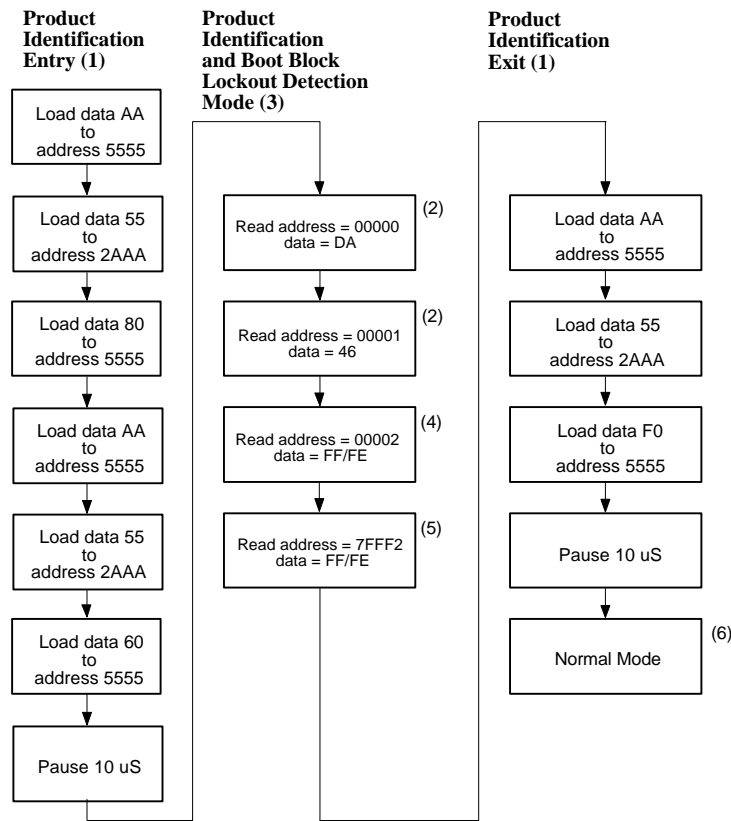 Product
Identification
Entry (1)
Load data AA
to
address 5555
Load data 55
to
address 2AAA
Load data 80
to
address 5555
Load data AA
to
address 5555
Load data 55
to
address 2AAA
Load data 60
to
address 5555
Pause 10 uS
Product
Identification
and Boot Block
Lockout Detection
Mode (3)
Read address = 00000
data = DA
(2)
Read address = 00001
data = 46
(2)
Read address = 00002
data = FF/FE
(4)
Read address = 7FFF2
data = FF/FE
(5)
Product
Identification
Exit (1)
Load data AA
to
address 5555
Load data 55
to
address 2AAA
Load data F0
to
address 5555
Pause 10 uS
Normal Mode
(6)